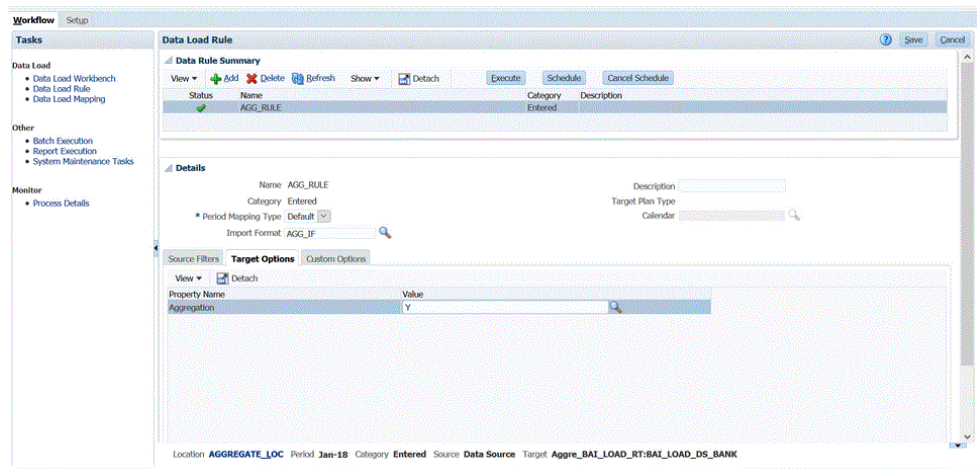 Workflow Setup
Tasks
Data Load
Data Load Workbench
Data Load Rule
Data Load Mapping
Other
Batch Execution
Report Execution
System Maintenance Tasks
Monitor
Process Details
Data Load Rule ? Save Cancel
Data Rule Summary
View Add Delete Refresh Show Detach Execute Schedule Cancel Schedule
Status Name Category Description
AGG_RULE Entered
Details
Name AGG_RULE Description
Category Entered Target Plan Type
* Period Mapping Type Default Calendar
Import Format AGG_IF
Source Filters Target Options Custom Options
View Detach
Property Name Value
Aggregation Y
Location AGGREGATE_LOC Period Jan-18 Category Entered Source Data Source Target Aggre_BAI_LOAD_RT:BAI_LOAD_DS_BANK